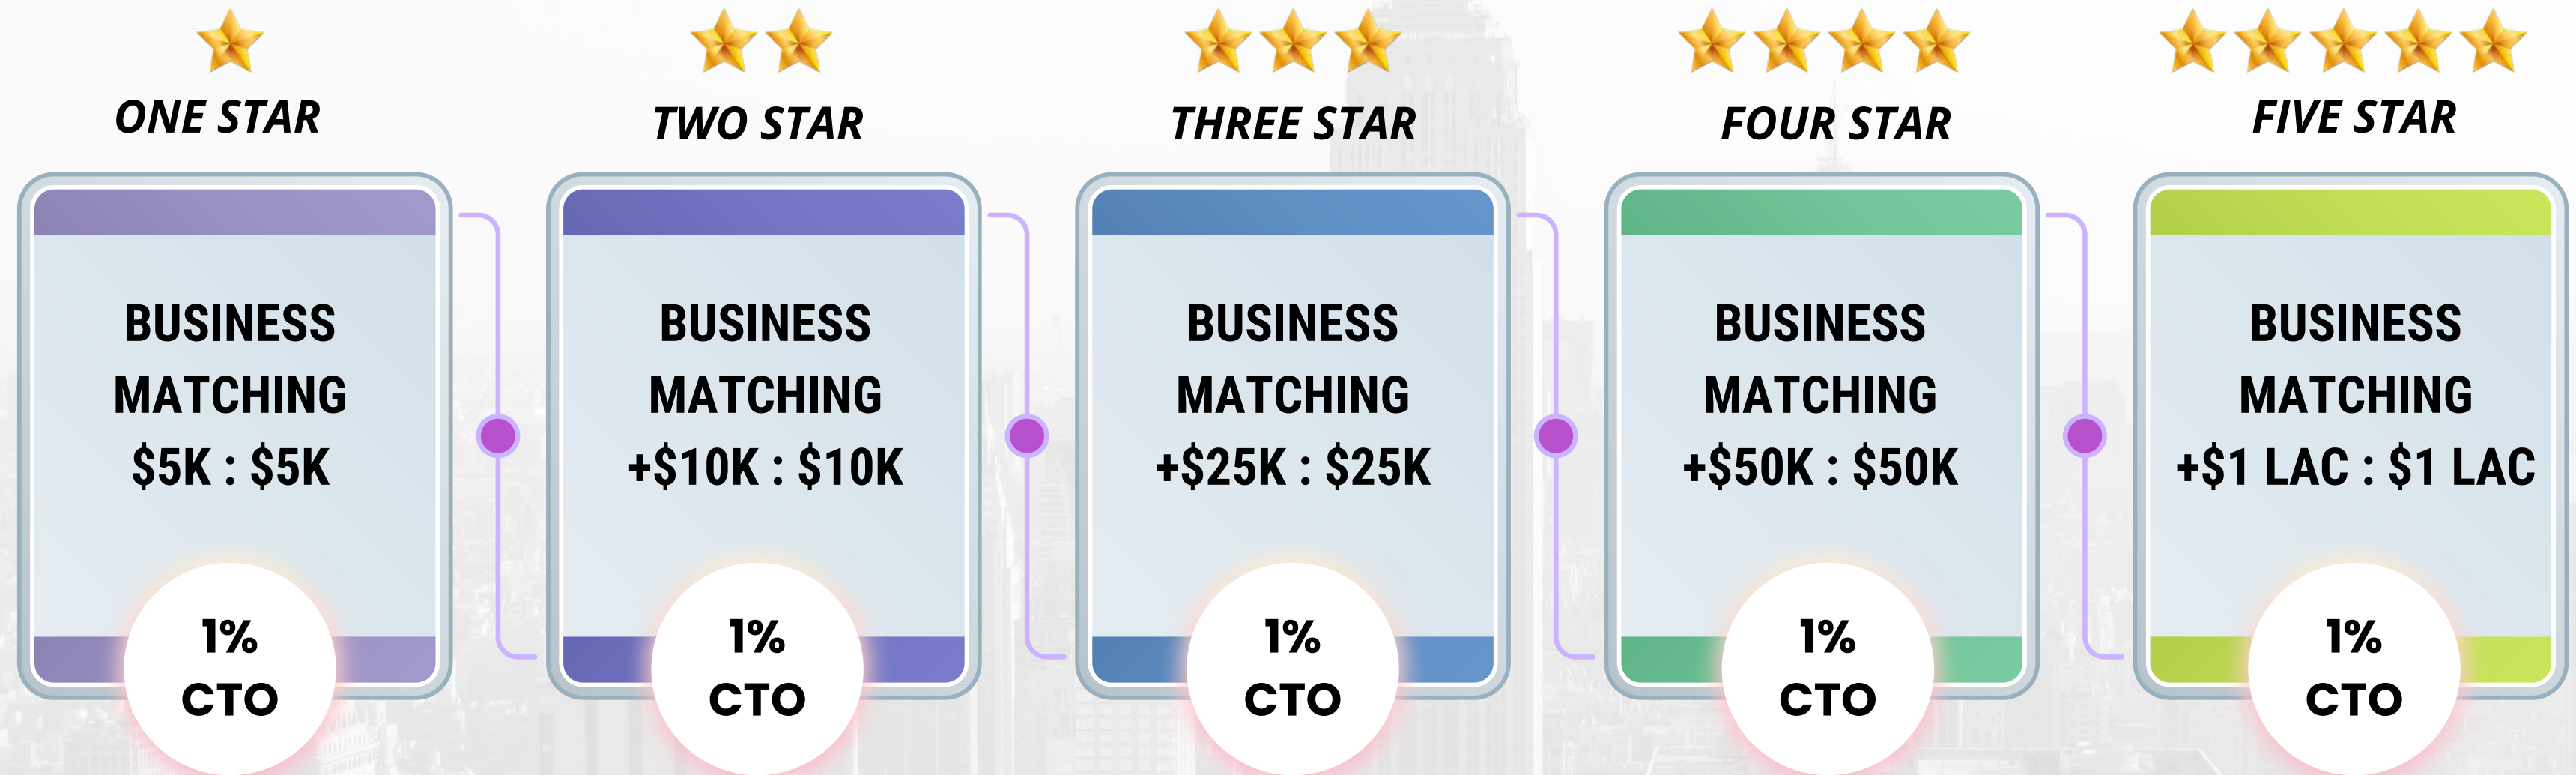 ONE STAR
BUSINESS
MATCHING
$5K : $5K
1%
CTO
TWO STAR
BUSINESS
MATCHING
+$10K : $10K
1%
CTO
THREE STAR
BUSINESS
MATCHING
+$25K : $25K
1%
CTO
FOUR STAR
BUSINESS
MATCHING
+$50K : $50K
1%
CTO
FIVE STAR
BUSINESS
MATCHING
+$1 LAC : $1 LAC
1%
CTO